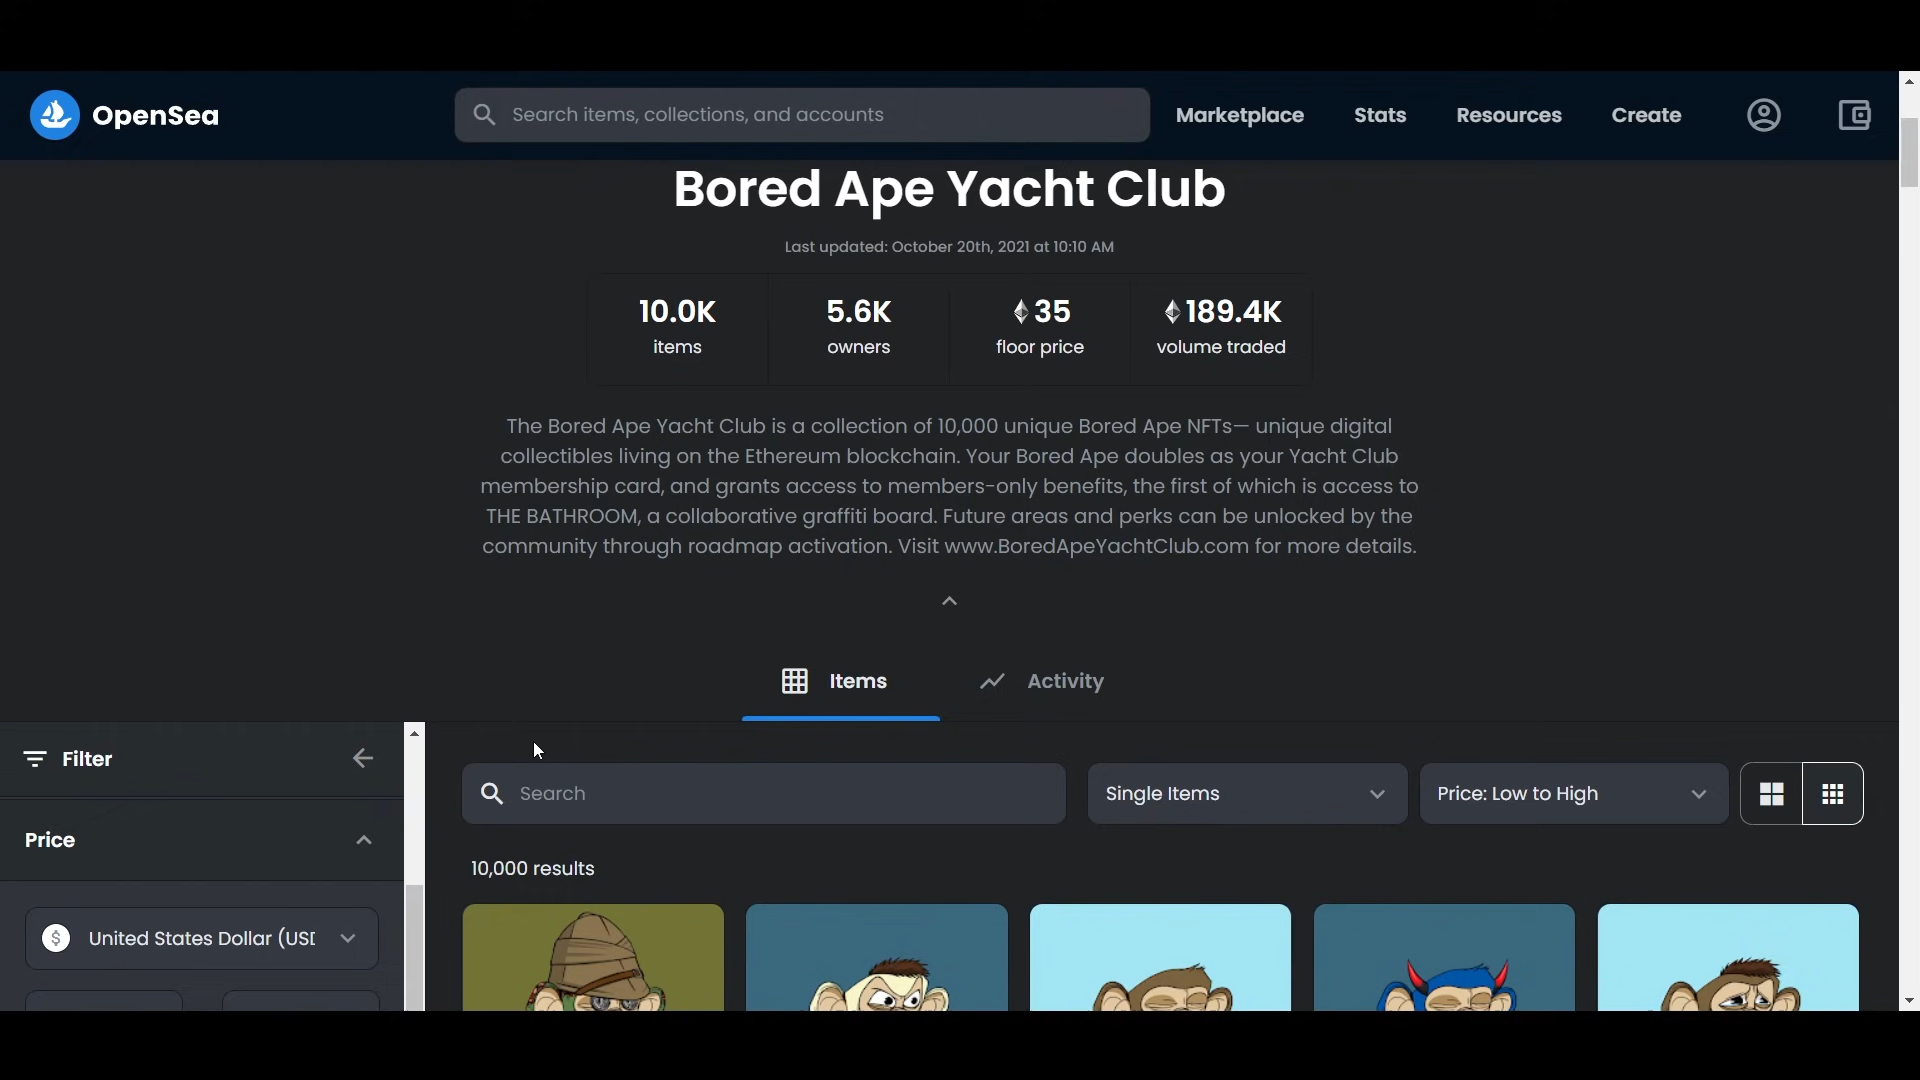 OpenSea
Search items, collections, and accounts
Marketplace
Stats
Resources
Create
Bored Ape Yacht Club
Last updated: October 20th, 2021 at 10:10 AM
10.0K
items
5.6K
owners
35
floor price
189.4K
volume traded
The Bored Ape Yacht Club is a collection of 10,000 unique Bored Ape NFTs— unique digital
collectibles living on the Ethereum blockchain. Your Bored Ape doubles as your Yacht Club
membership card, and grants access to members-only benefits, the first of which is access to
THE BATHROOM, a collaborative graffiti board. Future areas and perks can be unlocked by the
community through roadmap activation. Visit www.BoredApeYachtClub.com for more details.
Items
Activity
Filter
Search
Single Items
Price: Low to High
Price
10,000 results
$
United States Dollar (USD